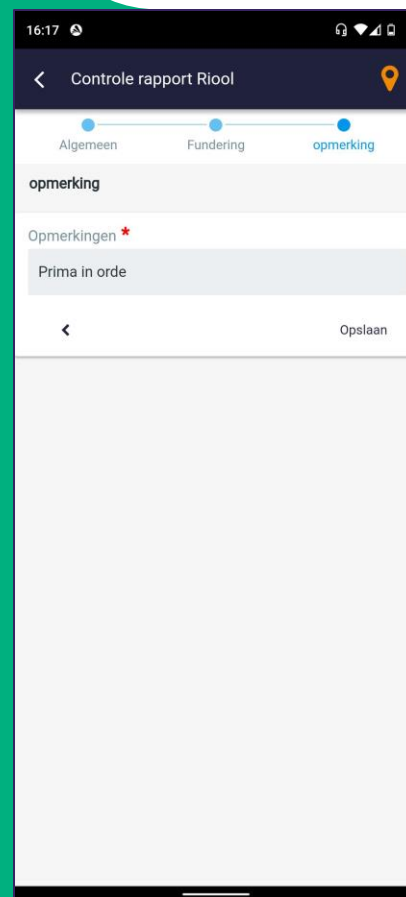 16:17
Controle rapport Riool
Algemeen Fundering opmerking
opmerking
Opmerkingen *
Prima in orde
Opslaan